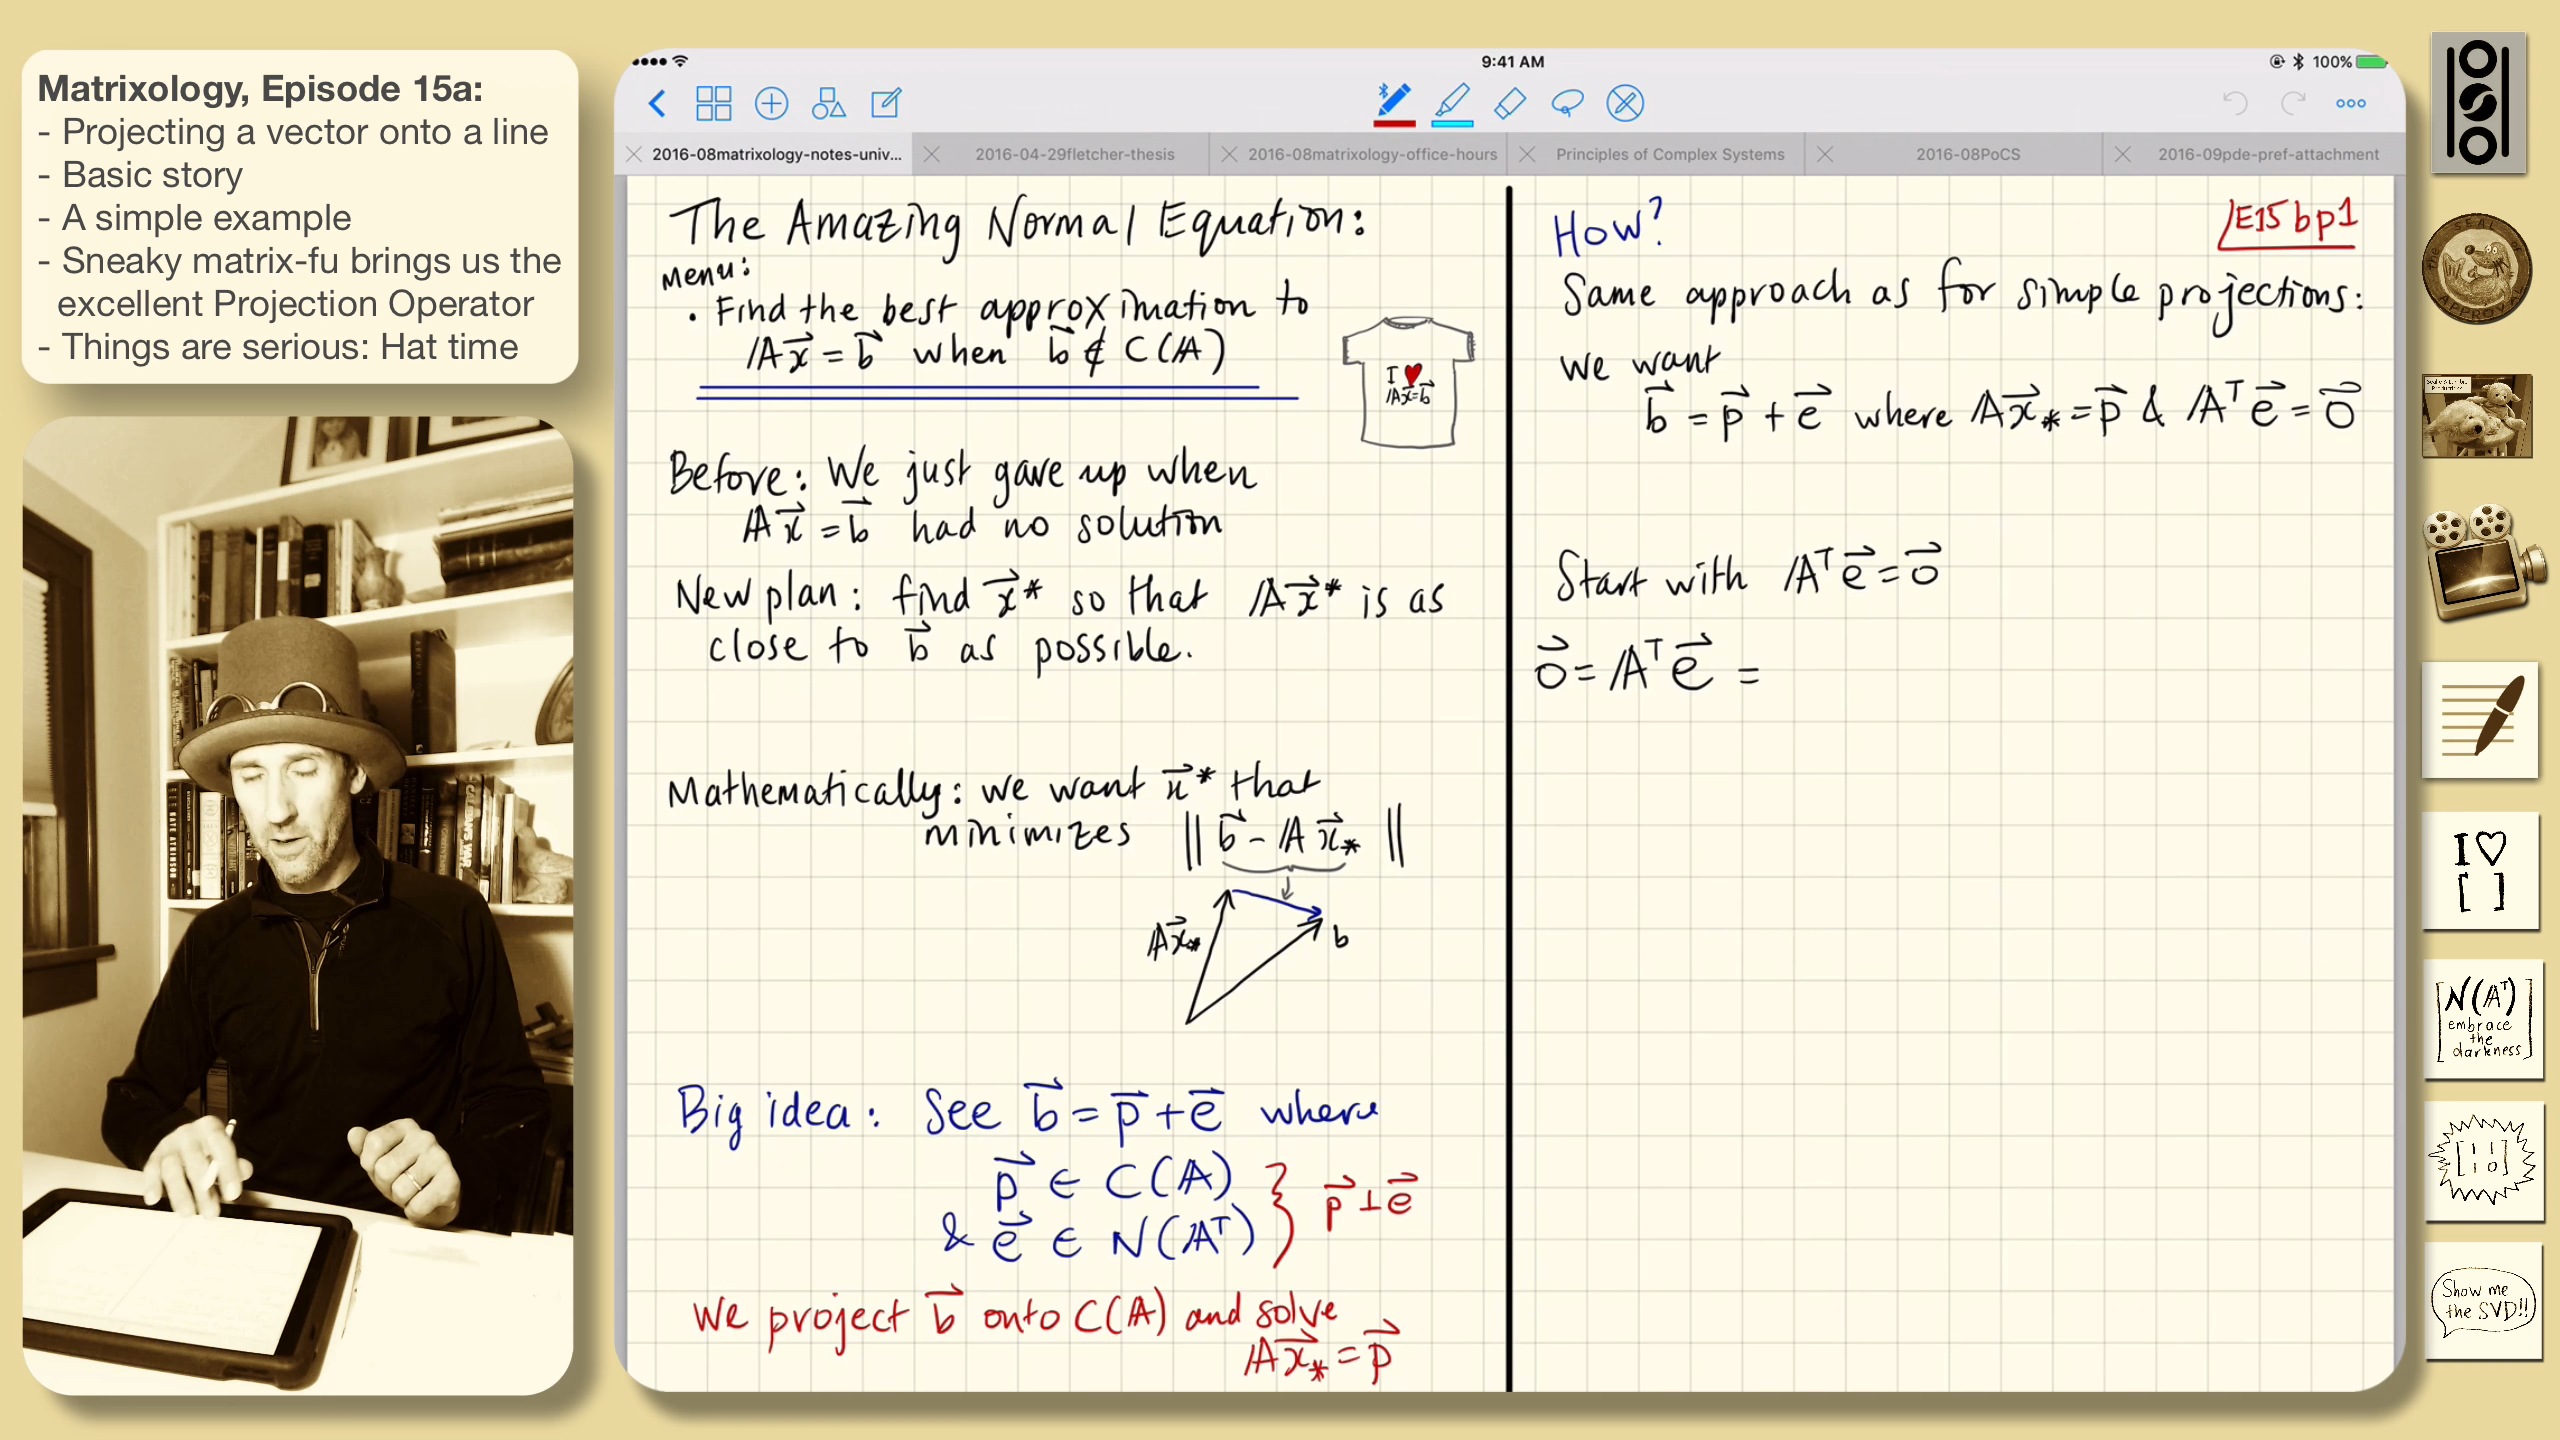 Matrixology, Episode 15a:
- Projecting a vector onto a line
- Basic story
- A simple example
- Sneaky matrix-fu brings us the
excellent Projection Operator
- Things are serious: Hat time
9:41 AM
100%
2016-08matrixology-notes-univ...
2016-04-29fletcher-thesis
2016-08matrixology-office-hours
Principles of Complex Systems
2016-08PoCS
2016-09pde-pref-attachment
The Amazing Normal Equation:
Menu:
• Find the best approximation to
𝔸x⃗ = b⃗ when b⃗ ∉ C(𝔸)
I ♥
𝔸x⃗=b⃗
Before: We just gave up when
𝔸x⃗ = b⃗ had no solution
New plan: find x⃗* so that 𝔸x⃗* is as
close to b⃗ as possible.
Mathematically: we want x⃗* that
minimizes || b⃗ - 𝔸x⃗* ||
𝔸x⃗*
b
Big idea: See b⃗ = p⃗ + e⃗ where
p⃗ ∈ C(𝔸)
& e⃗ ∈ N(𝔸ᵀ) } p⃗ ⊥ e⃗
We project b⃗ onto C(𝔸) and solve
𝔸x⃗* = p⃗
How?
E15bp1
Same approach as for simple projections:
We want
b⃗ = p⃗ + e⃗ where 𝔸x⃗* = p⃗ & 𝔸ᵀe⃗ = 0⃗
Start with 𝔸ᵀe⃗ = 0⃗
0⃗ = 𝔸ᵀe⃗ =
I ♡
[ ]
N(𝔸ᵀ)
embrace
the
darkness
[1 1
1 0]
Show me
the SVD!!